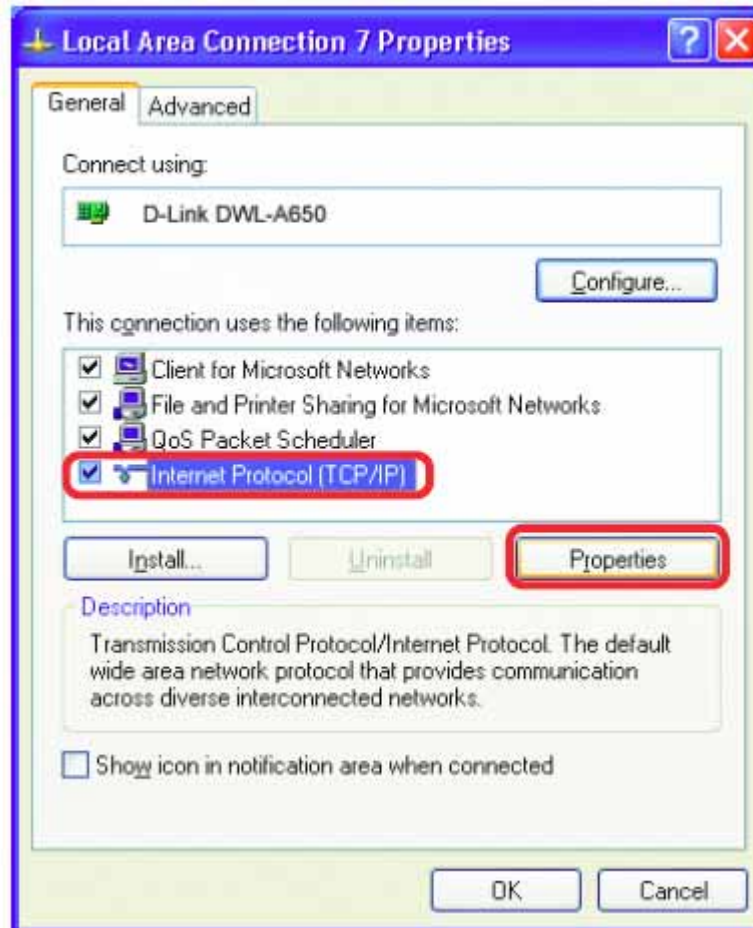 Local Area Connection 7 Properties
General
Advanced
Connect using:
D-Link DWL-A650
Configure...
This connection uses the following items:
Client for Microsoft Networks
File and Printer Sharing for Microsoft Networks
QoS Packet Scheduler
Internet Protocol (TCP/IP)
Install...
Uninstall
Properties
Description
Transmission Control Protocol/Internet Protocol. The default
wide area network protocol that provides communication
across diverse interconnected networks.
Show icon in notification area when connected
OK
Cancel